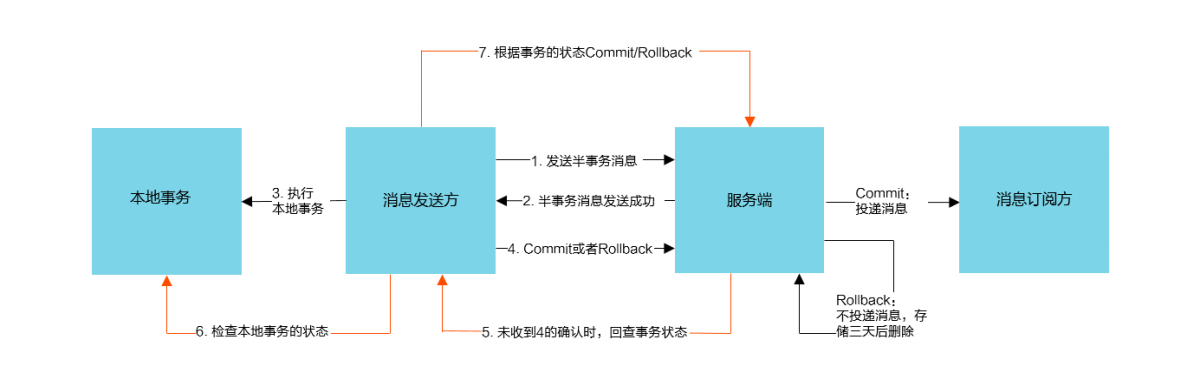 7. 根据事务的状态Commit/Rollback
本地事务
3. 执行
本地事务
消息发送方
1. 发送半事务消息
2. 半事务消息发送成功
4. Commit或者Rollback
服务端
Commit：
投递消息
消息订阅方
Rollback：
不投递消息，存
储三天后删除
6. 检查本地事务的状态
5. 未收到4的确认时，回查事务状态